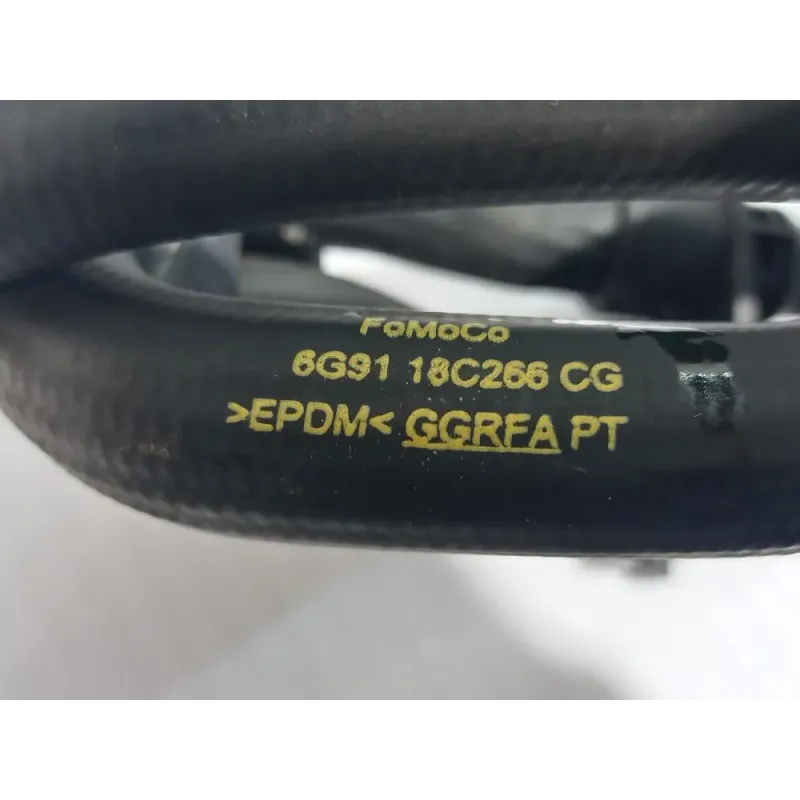 FoMoCo
6G91 18C266 CG
>EPDM< GGRFA PT